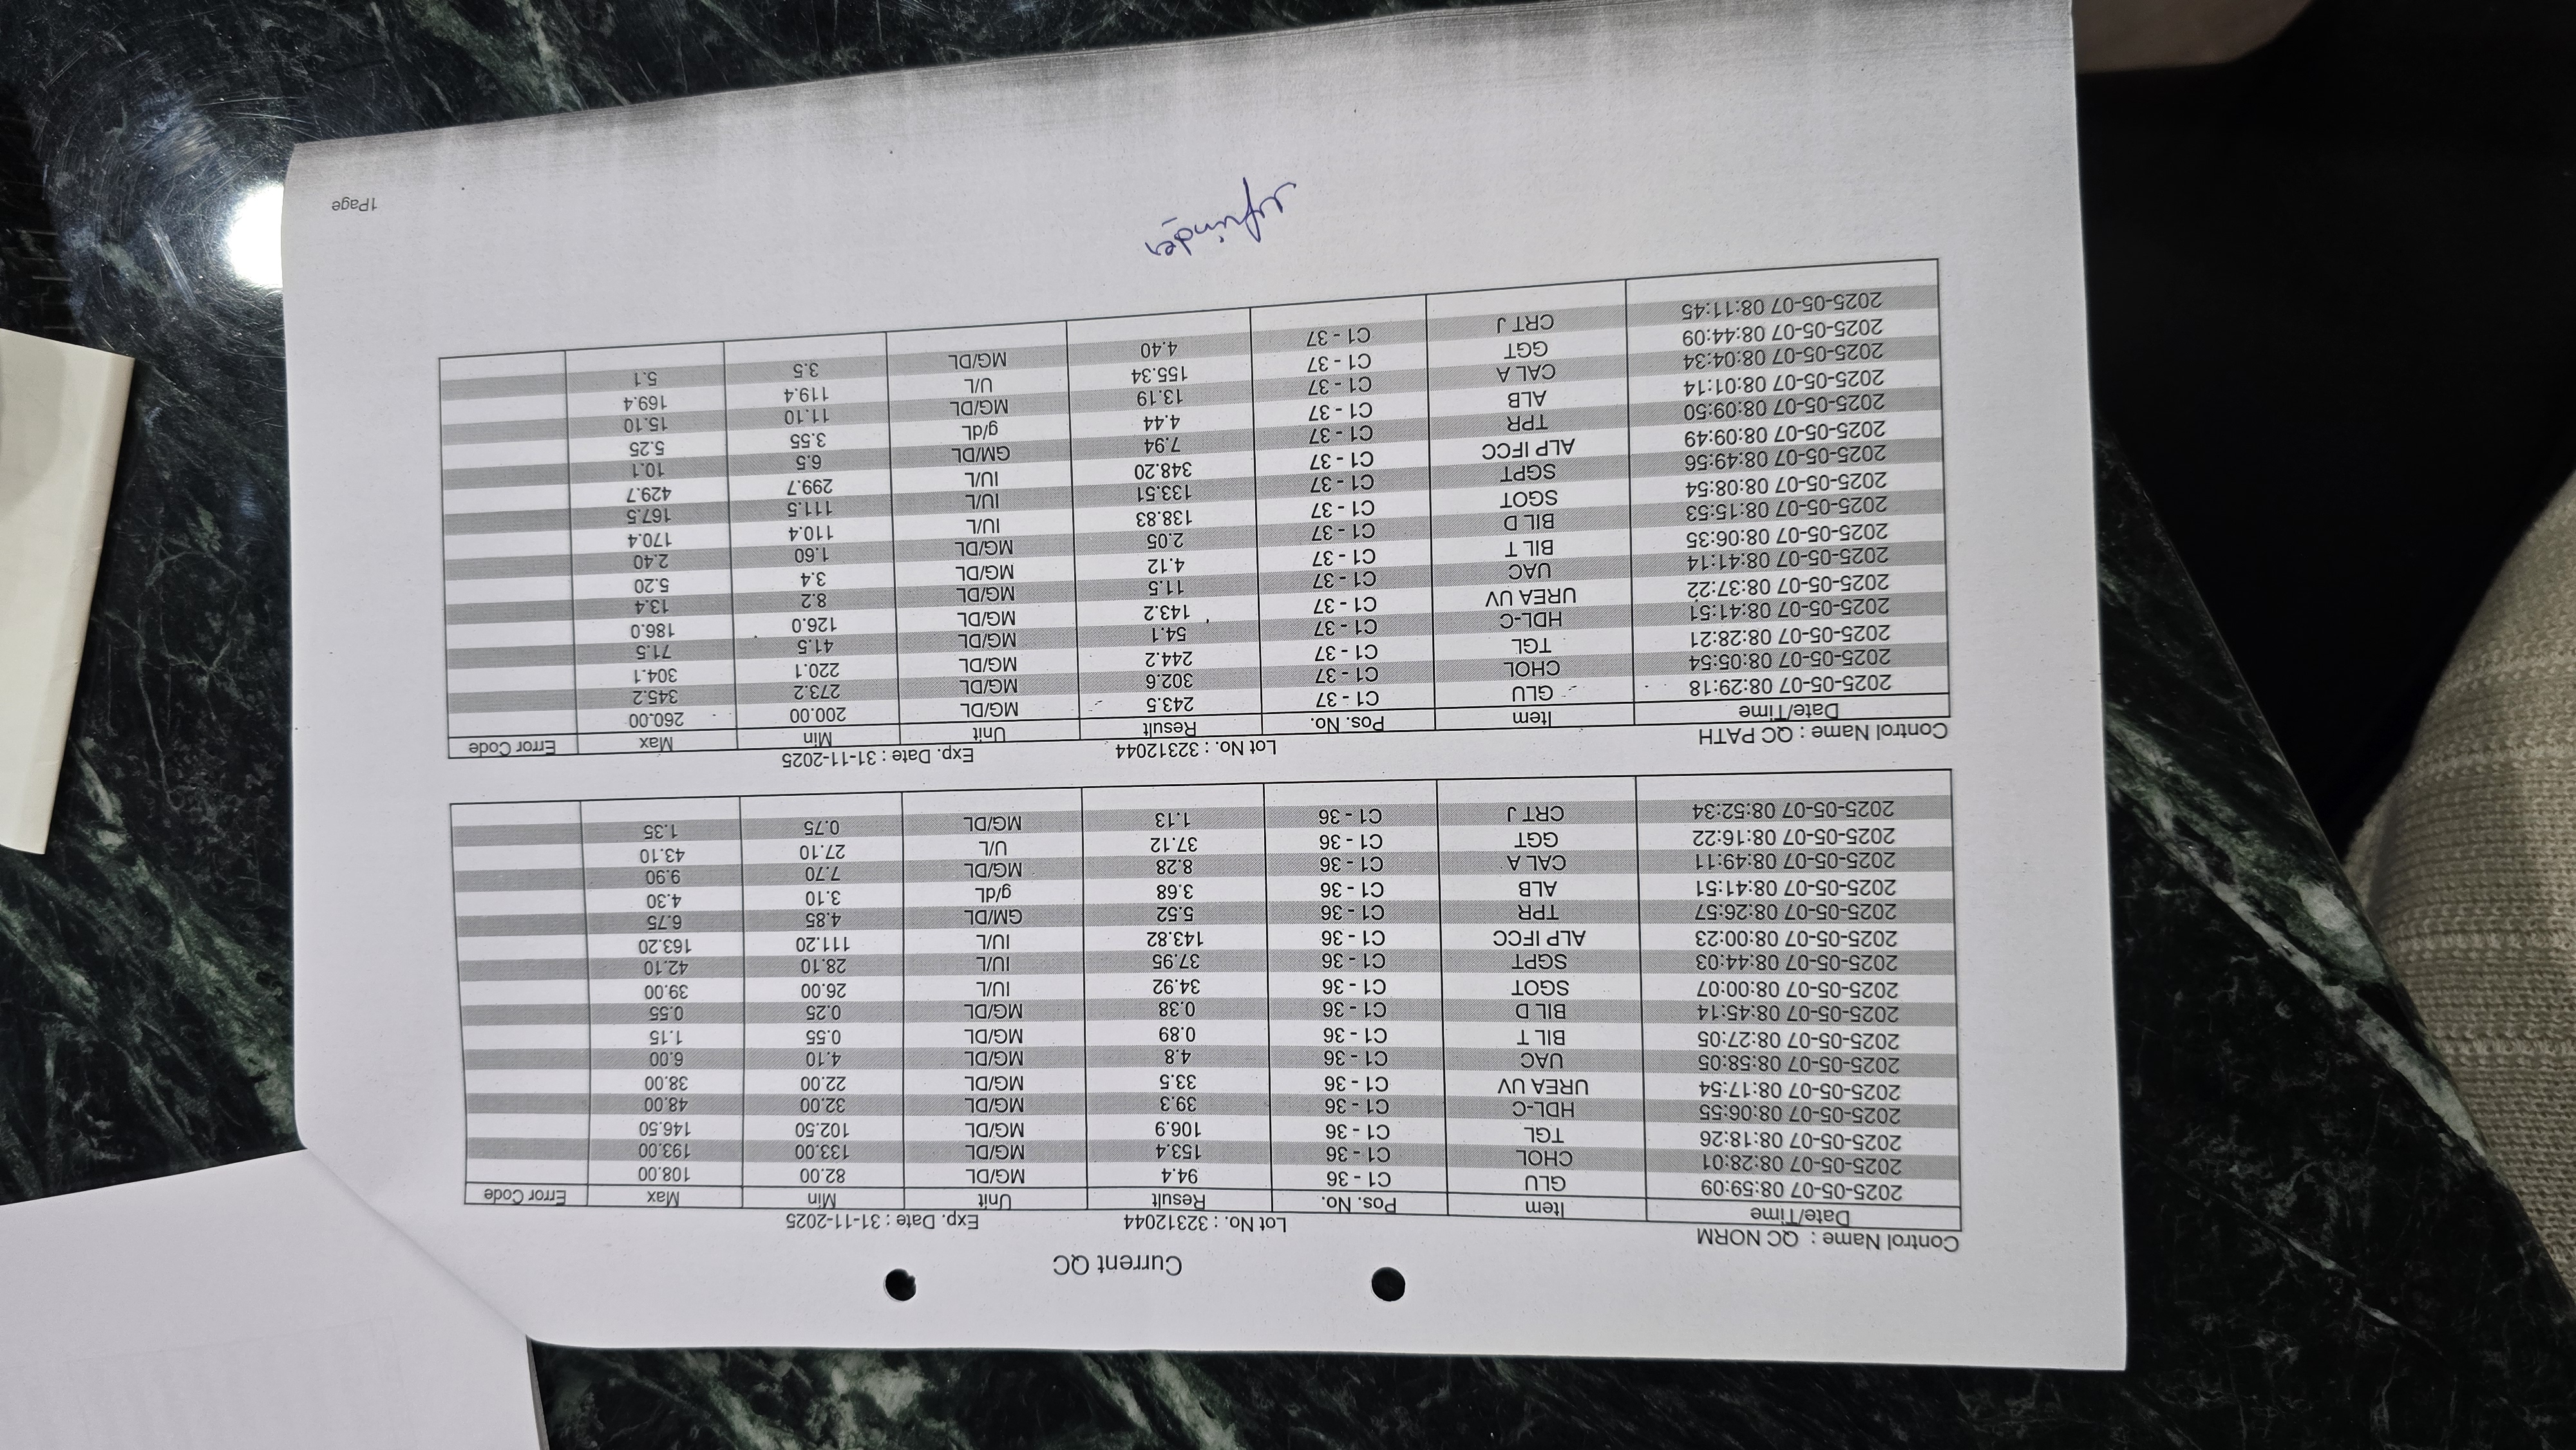 Current QC
Control Name : QC NORM Lot No. : 32312044 Exp. Date : 31-11-2025
Date/Time Item Pos. No. Result Unit Min Max Error Code
2025-05-07 08:59:09 GLU C1 - 36 94.4 MG/DL 82.00 108.00
2025-05-07 08:28:01 CHOL C1 - 36 153.4 MG/DL 133.00 193.00
2025-05-07 08:18:26 TGL C1 - 36 106.9 MG/DL 102.50 146.50
2025-05-07 08:06:55 HDL-C C1 - 36 39.3 MG/DL 32.00 48.00
2025-05-07 08:17:54 UREA UV C1 - 36 33.5 MG/DL 22.00 38.00
2025-05-07 08:58:05 UAC C1 - 36 4.8 MG/DL 4.10 6.00
2025-05-07 08:27:05 BIL T C1 - 36 0.89 MG/DL 0.55 1.15
2025-05-07 08:45:14 BIL D C1 - 36 0.38 MG/DL 0.25 0.55
2025-05-07 08:00:07 SGOT C1 - 36 34.92 IU/L 26.00 39.00
2025-05-07 08:44:03 SGPT C1 - 36 37.95 IU/L 28.10 42.10
2025-05-07 08:00:23 ALP IFCC C1 - 36 143.82 IU/L 111.20 163.20
2025-05-07 08:26:57 TPR C1 - 36 5.52 GM/DL 4.85 6.75
2025-05-07 08:41:51 ALB C1 - 36 3.68 g/dL 3.10 4.30
2025-05-07 08:49:11 CAL A C1 - 36 8.28 MG/DL 7.70 9.90
2025-05-07 08:16:22 GGT C1 - 36 37.12 U/L 27.10 43.10
2025-05-07 08:52:34 CRT J C1 - 36 1.13 MG/DL 0.75 1.35
Control Name : QC PATH Lot No. : 32312044 Exp. Date : 31-11-2025
Date/Time Item Pos. No. Result Unit Min Max Error Code
2025-05-07 08:29:18 GLU C1 - 37 243.5 MG/DL 200.00 260.00
2025-05-07 08:05:54 CHOL C1 - 37 302.6 MG/DL 273.2 345.2
2025-05-07 08:28:21 TGL C1 - 37 244.2 MG/DL 220.1 304.1
2025-05-07 08:41:51 HDL-C C1 - 37 54.1 MG/DL 41.5 71.5
2025-05-07 08:37:22 UREA UV C1 - 37 143.2 MG/DL 126.0 186.0
2025-05-07 08:41:14 UAC C1 - 37 11.5 MG/DL 8.2 13.4
2025-05-07 08:06:35 BIL T C1 - 37 4.12 MG/DL 3.4 5.20
2025-05-07 08:15:53 BIL D C1 - 37 2.05 MG/DL 1.60 2.40
2025-05-07 08:08:54 SGOT C1 - 37 138.83 IU/L 110.4 170.4
2025-05-07 08:49:56 SGPT C1 - 37 133.51 IU/L 111.5 167.5
2025-05-07 08:09:49 ALP IFCC C1 - 37 348.20 IU/L 299.7 429.7
2025-05-07 08:09:50 TPR C1 - 37 7.94 GM/DL 6.5 10.1
2025-05-07 08:01:14 ALB C1 - 37 4.44 g/dL 3.55 5.25
2025-05-07 08:04:34 CAL A C1 - 37 13.19 MG/DL 11.10 15.10
2025-05-07 08:44:09 GGT C1 - 37 155.34 U/L 119.4 169.4
2025-05-07 08:11:45 CRT J C1 - 37 4.40 MG/DL 3.5 5.1
1Page